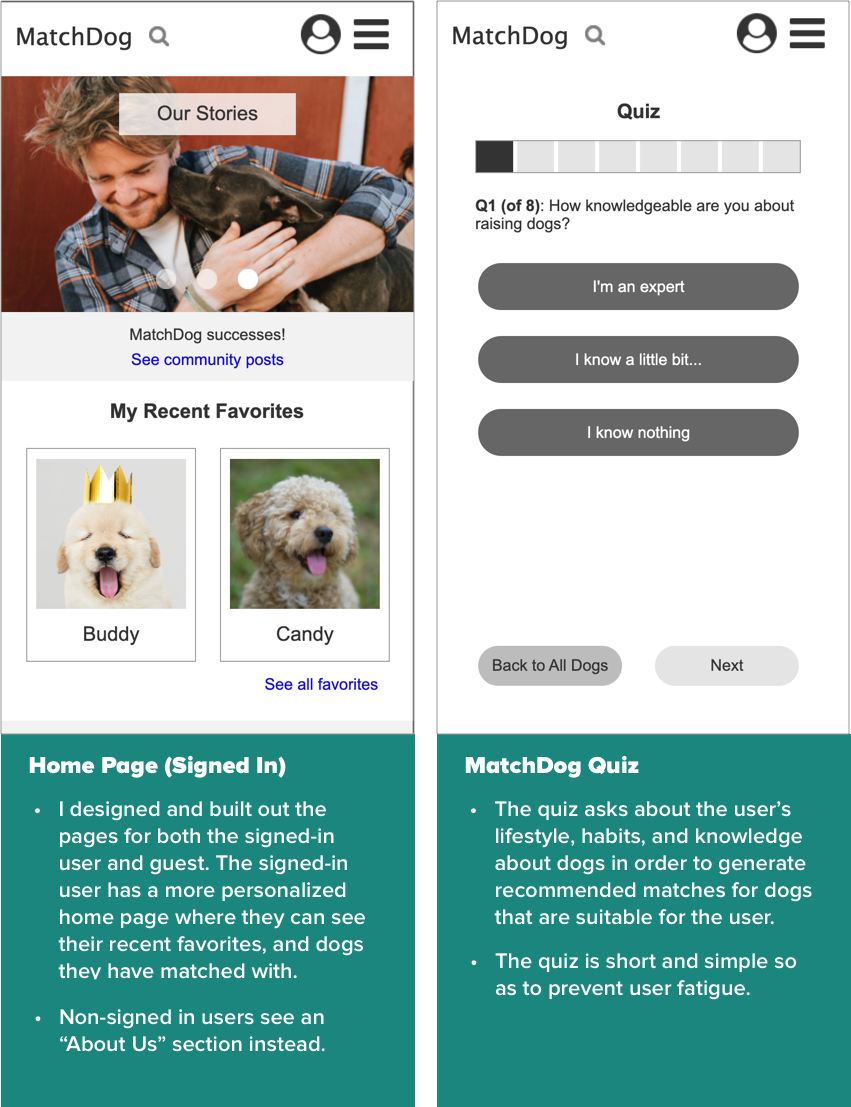 MatchDog
Our Stories
MatchDog successes!
See community posts
My Recent Favorites
Buddy
Candy
See all favorites
Home Page (Signed In)
• I designed and built out the
pages for both the signed-in
user and guest. The signed-in
user has a more personalized
home page where they can see
their recent favorites, and dogs
they have matched with.
• Non-signed in users see an
“About Us” section instead.
MatchDog
Quiz
Q1 (of 8): How knowledgeable are you about
raising dogs?
I'm an expert
I know a little bit...
I know nothing
Back to All Dogs
Next
MatchDog Quiz
• The quiz asks about the user’s
lifestyle, habits, and knowledge
about dogs in order to generate
recommended matches for dogs
that are suitable for the user.
• The quiz is short and simple so
as to prevent user fatigue.